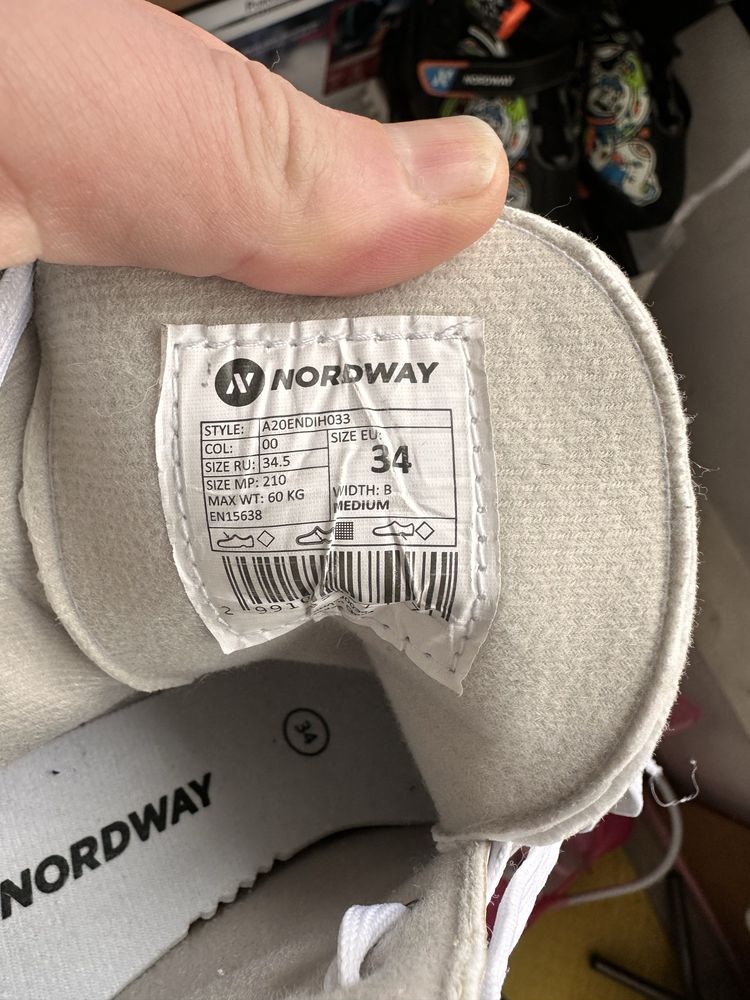 NORDWAY
NORDWAY
STYLE: A20ENDIH033
COL: 00
SIZE EU:
34
SIZE RU: 34.5
SIZE MP: 210
MAX WT: 60 KG
WIDTH: B
EN15638
MEDIUM
34
NORDWAY